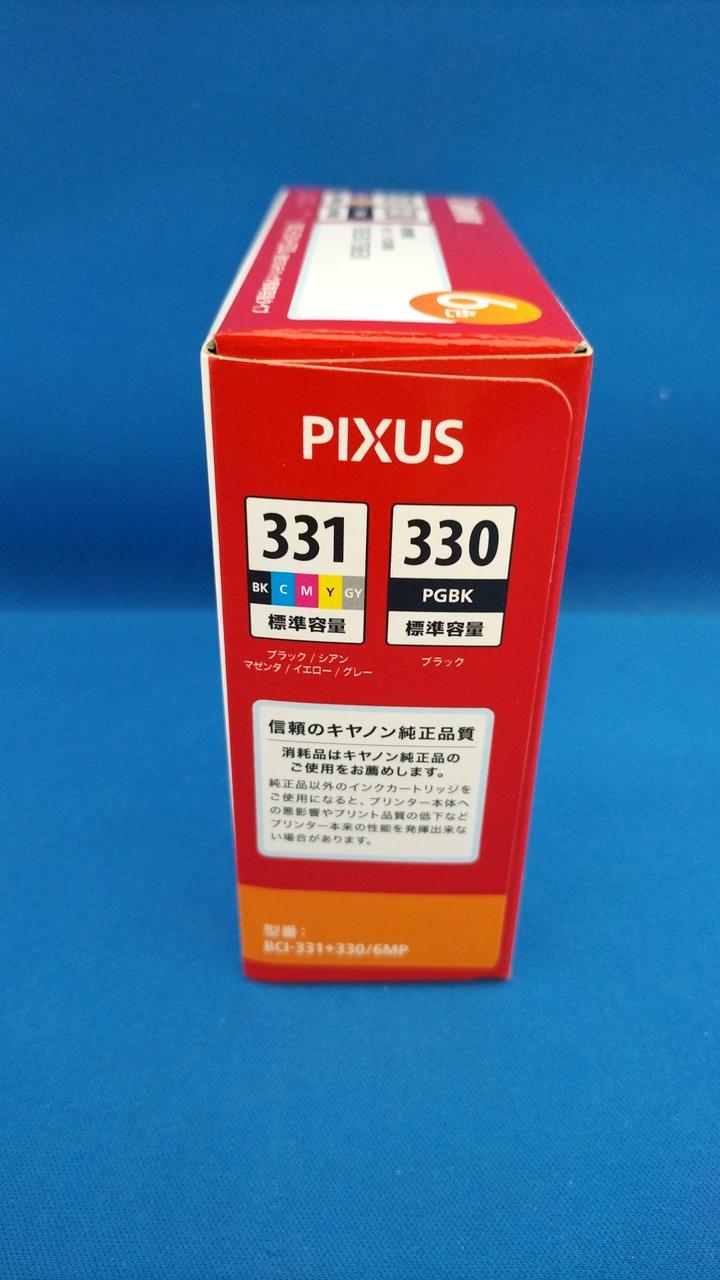 6色
PIXUS
331
BK C M Y GY
標準容量
ブラック / シアン
マゼンタ / イエロー / グレー
330
PGBK
標準容量
ブラック
信頼のキヤノン純正品質
消耗品はキヤノン純正品の
ご使用をお薦めします。
純正品以外のインクカートリッジを
ご使用になると、プリンター本体へ
の悪影響やプリント品質の低下など
プリンター本来の性能を発揮出来な
い場合があります。
型番：
BCI-331+330/6MP